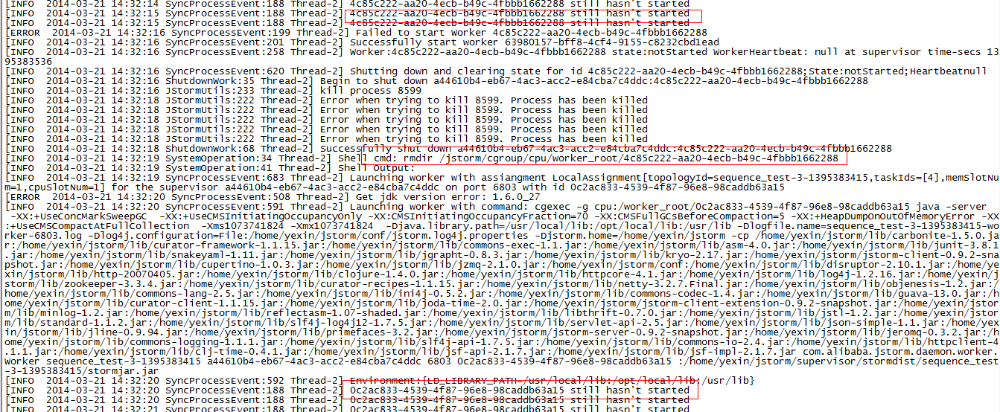 [INFO  2014-03-21 14:32:14 SyncProcessEvent:188 Thread-2] 4c85c222-aa20-4ecb-b49c-4fbbb1662288 still hasn't started
[INFO  2014-03-21 14:32:15 SyncProcessEvent:188 Thread-2] 4c85c222-aa20-4ecb-b49c-4fbbb1662288 still hasn't started
[INFO  2014-03-21 14:32:15 SyncProcessEvent:188 Thread-2] 4c85c222-aa20-4ecb-b49c-4fbbb1662288 still hasn't started
[ERROR  2014-03-21 14:32:16 SyncProcessEvent:199 Thread-2] Failed to start Worker 4c85c222-aa20-4ecb-b49c-4fbbb1662288
[INFO  2014-03-21 14:32:16 SyncProcessEvent:201 Thread-2] Successfully start worker 63980157-bff8-4cf4-9155-c8232cbd1ead
[INFO  2014-03-21 14:32:16 SyncProcessEvent:258 Thread-2] Worker:4c85c222-aa20-4ecb-b49c-4fbbb1662288 state:notStarted WorkerHeartbeat: null at supervisor time-secs 13
95383536
[INFO  2014-03-21 14:32:16 SyncProcessEvent:620 Thread-2] Shutting down and clearing state for id 4c85c222-aa20-4ecb-b49c-4fbbb1662288;State:notStarted;Heartbeatnull
[INFO  2014-03-21 14:32:16 ShutdownWork:35 Thread-2] Begin to shut down a44610b4-eb67-4ac3-acc2-e84cba7c4ddc:4c85c222-aa20-4ecb-b49c-4fbbb1662288
[INFO  2014-03-21 14:32:16 JStormUtils:233 Thread-2] kill process 8599
[INFO  2014-03-21 14:32:18 JStormUtils:222 Thread-2] Error when trying to kill 8599. Process has been killed
[INFO  2014-03-21 14:32:18 JStormUtils:222 Thread-2] Error when trying to kill 8599. Process has been killed
[INFO  2014-03-21 14:32:18 JStormUtils:222 Thread-2] Error when trying to kill 8599. Process has been killed
[INFO  2014-03-21 14:32:18 JStormUtils:222 Thread-2] Error when trying to kill 8599. Process has been killed
[INFO  2014-03-21 14:32:18 JStormUtils:222 Thread-2] Error when trying to kill 8599. Process has been killed
[INFO  2014-03-21 14:32:18 ShutdownWork:68 Thread-2] Successfully shut down a44610b4-eb67-4ac3-acc2-e84cba7c4ddc:4c85c222-aa20-4ecb-b49c-4fbbb1662288
[INFO  2014-03-21 14:32:19 SystemOperation:34 Thread-2] Shell cmd: rmdir /jstorm/cgroup/cpu/worker_root/4c85c222-aa20-4ecb-b49c-4fbbb1662288
[INFO  2014-03-21 14:32:19 SystemOperation:41 Thread-2] Shell Output:
[INFO  2014-03-21 14:32:19 SyncProcessEvent:683 Thread-2] Launching worker with assiangment LocalAssignment[topologyId=sequence_test-3-1395383415,taskIds=[4],memSlotNu
m=1,cpuSlotNum=1] for the supervisor a44610b4-eb67-4ac3-acc2-e84cba7c4ddc on port 6803 with id 0c2ac833-4539-4f87-96e8-98caddb63a15
[ERROR  2014-03-21 14:32:20 SyncProcessEvent:508 Thread-2] Get jdk version error: 1.6.0_27
[INFO  2014-03-21 14:32:20 SyncProcessEvent:591 Thread-2] Launching worker with command: cgexec -g cpu:/worker_root/0c2ac833-4539-4f87-96e8-98caddb63a15 java -server
 -XX:+UseConcMarkSweepGC  -XX:+UseCMSInitiatingOccupancyOnly -XX:CMSInitiatingOccupancyFraction=70 -XX:CMSFullGCsBeforeCompaction=5 -XX:+HeapDumpOnOutOfMemoryError -XX
:+UseCMSCompactAtFullCollection  -Xms1073741824 -Xmx1073741824  -Djava.library.path=/usr/local/lib:/opt/local/lib:/usr/lib -Dlogfile.name=sequence_test-3-1395383415-wo
rker-6803.log -Dlog4j.configuration=File:/home/yexin/jstorm/conf/jstorm.log4j.properties -Djstorm.home=/home/yexin/jstorm -cp /home/yexin/jstorm/lib/carbonite-1.5.0.ja
r:/home/yexin/jstorm/lib/curator-framework-1.1.15.jar:/home/yexin/jstorm/lib/commons-exec-1.1.jar:/home/yexin/jstorm/lib/asm-4.0.jar:/home/yexin/jstorm/lib/junit-3.8.1
.jar:/home/yexin/jstorm/lib/snakeyaml-1.11.jar:/home/yexin/jstorm/lib/jgrapht-0.8.3.jar:/home/yexin/jstorm/lib/kryo-2.17.jar:/home/yexin/jstorm/jstorm-client-0.9.2-sna
pshot.jar:/home/yexin/jstorm/lib/cupertino-1.0.3.jar:/home/yexin/jstorm/lib/jzmq-2.1.0.jar:/home/yexin/jstorm/conf:/home/yexin/jstorm/lib/disruptor-2.10.1.jar:/home/ye
xin/jstorm/lib/http-20070405.jar:/home/yexin/jstorm/lib/clojure-1.4.0.jar:/home/yexin/jstorm/lib/httpcore-4.1.jar:/home/yexin/jstorm/lib/log4j-1.2.16.jar:/home/yexin/j
storm/lib/zookeeper-3.3.4.jar:/home/yexin/jstorm/lib/curator-recipes-1.1.15.jar:/home/yexin/jstorm/lib/netty-3.2.7.Final.jar:/home/yexin/jstorm/lib/objenesis-1.2.jar:/
home/yexin/jstorm/lib/commons-lang-2.5.jar:/home/yexin/jstorm/lib/ini4j-0.5.2.jar:/home/yexin/jstorm/lib/commons-codec-1.4.jar:/home/yexin/jstorm/lib/guava-13.0.jar:/h
ome/yexin/jstorm/lib/curator-client-1.1.15.jar:/home/yexin/jstorm/lib/joda-time-2.0.jar:/home/yexin/jstorm/jstorm-client-extension-0.9.2-snapshot.jar:/home/yexin/jstor
m/lib/minlog-1.2.jar:/home/yexin/jstorm/lib/reflectasm-1.07-shaded.jar:/home/yexin/jstorm/lib/libthrift-0.7.0.jar:/home/yexin/jstorm/lib/jstl-1.2.jar:/home/yexin/jstor
m/lib/standard-1.1.2.jar:/home/yexin/jstorm/lib/slf4j-log4j12-1.7.5.jar:/home/yexin/jstorm/lib/servlet-api-2.5.jar:/home/yexin/jstorm/lib/json-simple-1.1.jar:/home/yex
in/jstorm/lib/jline-0.9.94.jar:/home/yexin/jstorm/lib/primefaces-3.2.jar:/home/yexin/jstorm/jstorm-server-0.9.2-snapshot.jar:/home/yexin/jstorm/lib/jeromq-0.3.2.jar:/h
ome/yexin/jstorm/lib/commons-logging-1.1.1.jar:/home/yexin/jstorm/lib/slf4j-api-1.7.5.jar:/home/yexin/jstorm/lib/commons-io-2.4.jar:/home/yexin/jstorm/lib/httpclient-4
.1.1.jar:/home/yexin/jstorm/lib/clj-time-0.4.1.jar:/home/yexin/jstorm/lib/jsf-api-2.1.7.jar:/home/yexin/jstorm/lib/jsf-impl-2.1.7.jar com.alibaba.jstorm.daemon.worker.
Worker sequence_test-3-1395383415 a44610b4-eb67-4ac3-acc2-e84cba7c4ddc 6803 0c2ac833-4539-4f87-96e8-98caddb63a15 :/home/yexin/jstorm/supervisor/stormdist/sequence_test
-3-1395383415/stormjar.jar
[INFO  2014-03-21 14:32:20 SyncProcessEvent:592 Thread-2] Environment:{LD_LIBRARY_PATH=/usr/local/lib:/opt/local/lib:/usr/lib}
[INFO  2014-03-21 14:32:20 SyncProcessEvent:188 Thread-2] 0c2ac833-4539-4f87-96e8-98caddb63a15 still hasn't started
[INFO  2014-03-21 14:32:20 SyncProcessEvent:188 Thread-2] 0c2ac833-4539-4f87-96e8-98caddb63a15 still hasn't started
[INFO  2014-03-21 14:32:21 SyncProcessEvent:188 Thread-2] 0c2ac833-4539-4f87-96e8-98caddb63a15 still hasn't started